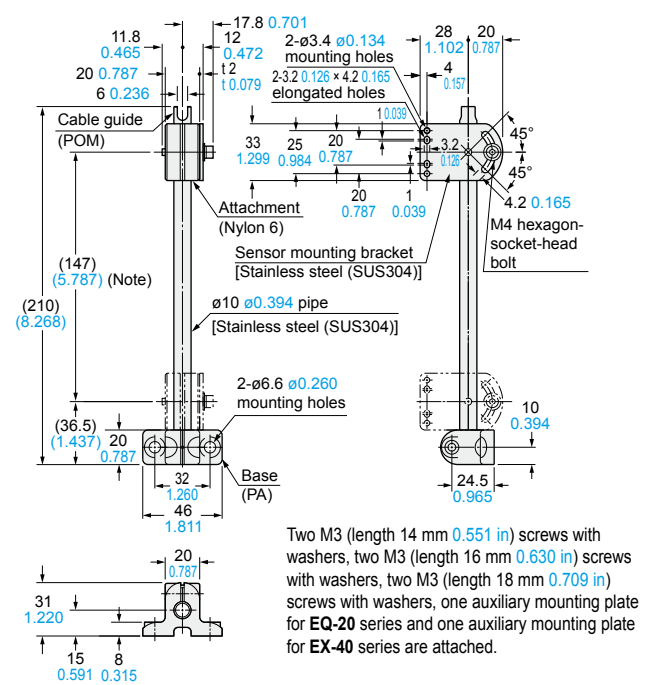 17.8 0.701
11.8
0.465
12
0.472
20 0.787
t 2
t 0.079
6 0.236
Cable guide
(POM)
Attachment
(Nylon 6)
(147)
(5.787) (Note)
(210)
(8.268)
ø10 ø0.394 pipe
[Stainless steel (SUS304)]
(36.5)
(1.437)
20
0.787
2-ø6.6 ø0.260
mounting holes
32
1.260
46
1.811
Base
(PA)
28
1.102
20
0.787
2-ø3.4 ø0.134
mounting holes
4
0.157
2-3.2 0.126 × 4.2 0.165
elongated holes
1 0.039
33
1.299
25
0.984
20
0.787
3.2
0.126
45°
45°
20
0.787
1
0.039
4.2 0.165
M4 hexagon-
socket-head
bolt
Sensor mounting bracket
[Stainless steel (SUS304)]
10
0.394
24.5
0.965
20
0.787
31
1.220
15
0.591
8
0.315
Two M3 (length 14 mm 0.551 in) screws with
washers, two M3 (length 16 mm 0.630 in) screws
with washers, two M3 (length 18 mm 0.709 in)
screws with washers, one auxiliary mounting plate
for EQ-20 series and one auxiliary mounting plate
for EX-40 series are attached.